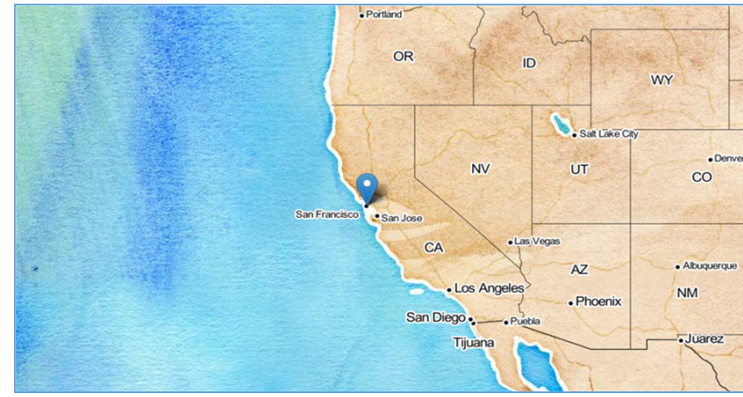 Portland
OR
ID
WY
Salt Lake City
Denve
NV
UT
CO
San Francisco
San Jose
CA
Las Vegas
AZ
Albuquerque
Los Angeles
NM
Phoenix
San Diego
Puebla
Tijuana
Juarez